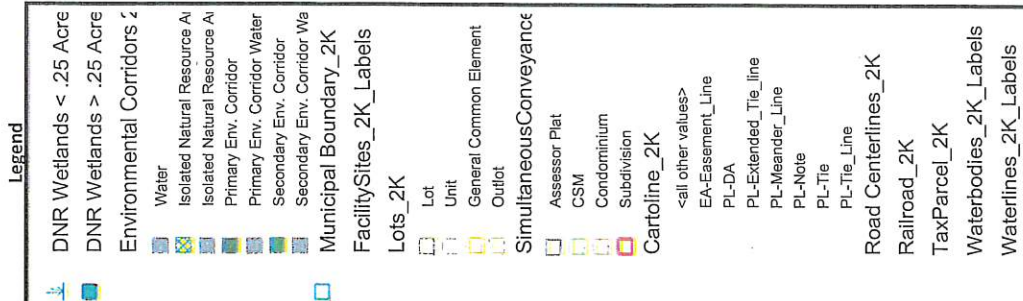 Legend
DNR Wetlands < .25 Acre
DNR Wetlands > .25 Acre
Environmental Corridors 2
Water
Isolated Natural Resource Ar
Isolated Natural Resource Ar
Primary Env. Corridor
Primary Env. Corridor Water
Secondary Env. Corridor
Secondary Env. Corridor Wa
Municipal Boundary_2K
FacilitySites_2K_Labels
Lots_2K
Lot
Unit
General Common Element
Outlot
SimultaneousConveyance
Assessor Plat
CSM
Condominium
Subdivision
Cartoline_2K
<all other values>
EA-Easement_Line
PL-DA
PL-Extended_Tie_line
PL-Meander_Line
PL-Note
PL-Tie
PL-Tie_Line
Road Centerlines_2K
Railroad_2K
TaxParcel_2K
Waterbodies_2K_Labels
Waterlines_2K_Labels